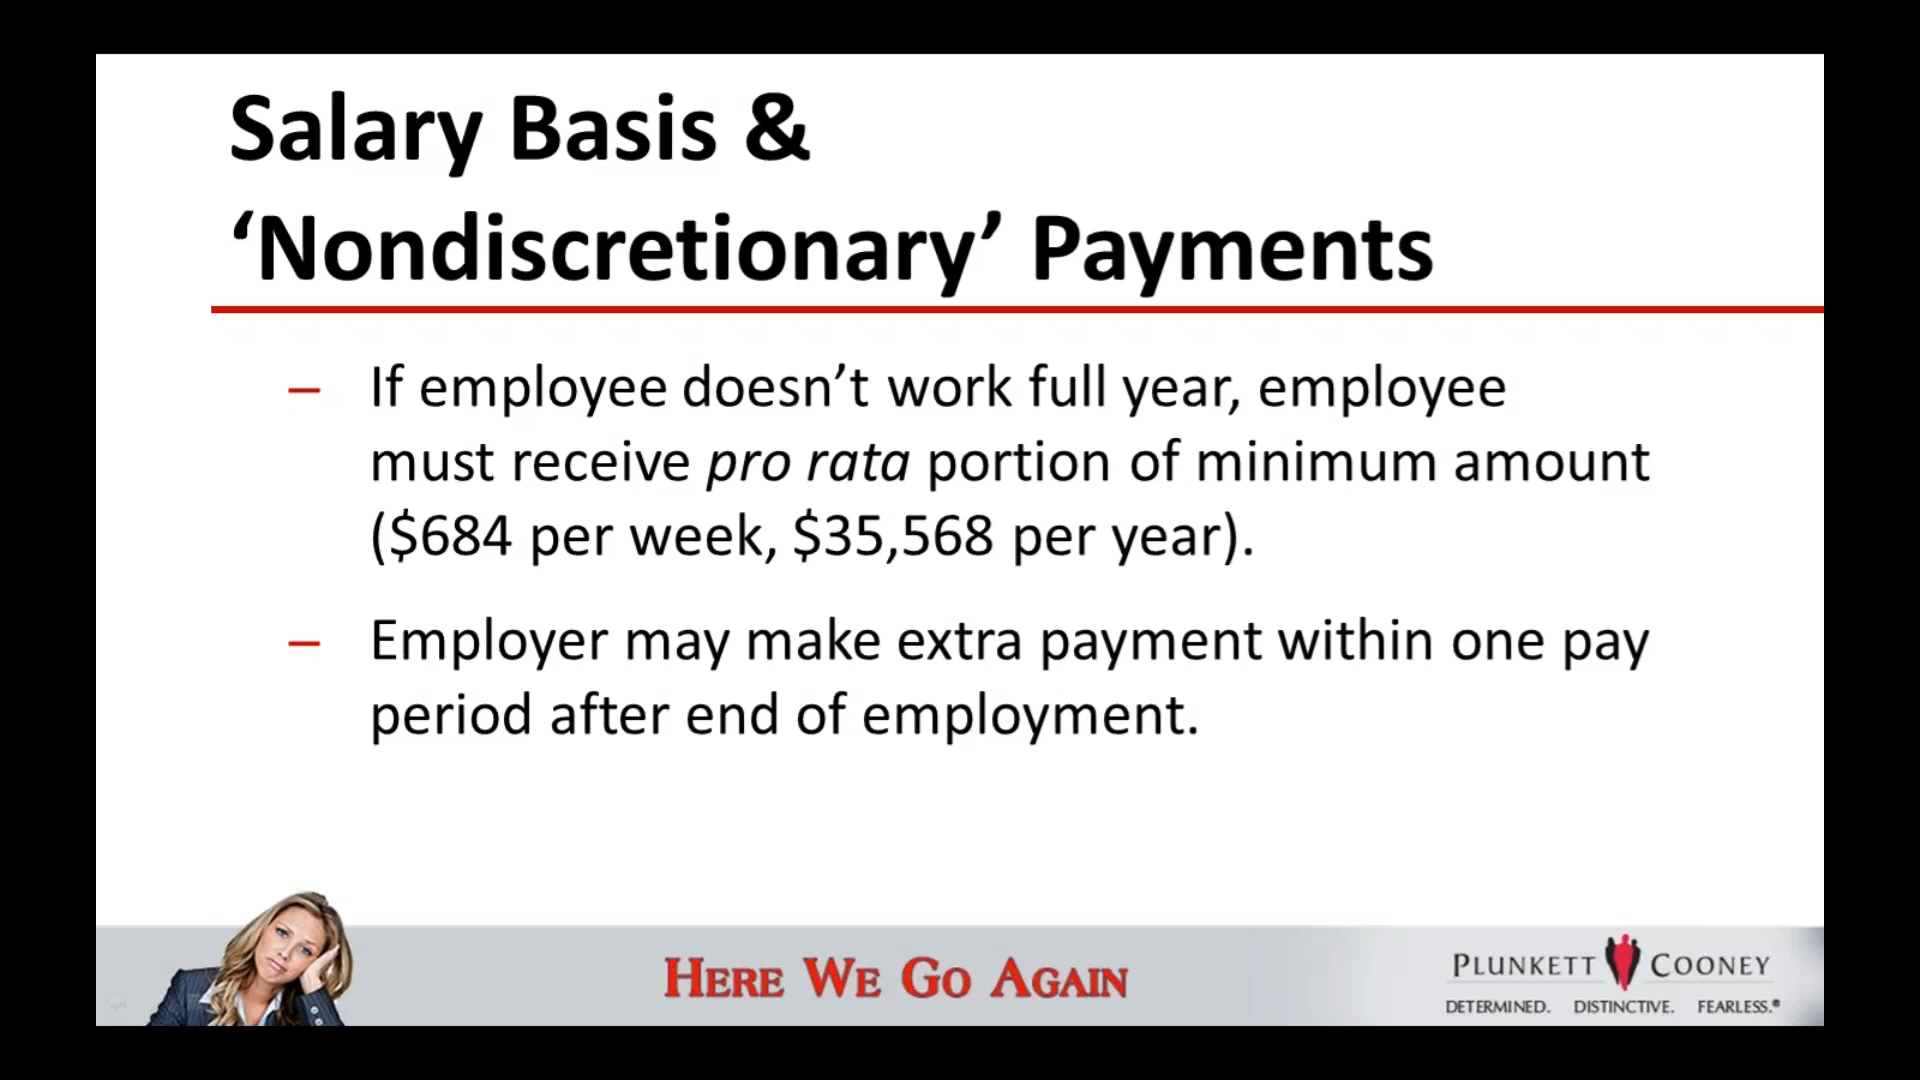 Salary Basis &
‘Nondiscretionary’ Payments
– If employee doesn’t work full year, employee
must receive pro rata portion of minimum amount
($684 per week, $35,568 per year).
– Employer may make extra payment within one pay
period after end of employment.
HERE WE GO AGAIN
PLUNKETT COONEY
DETERMINED. DISTINCTIVE. FEARLESS.®